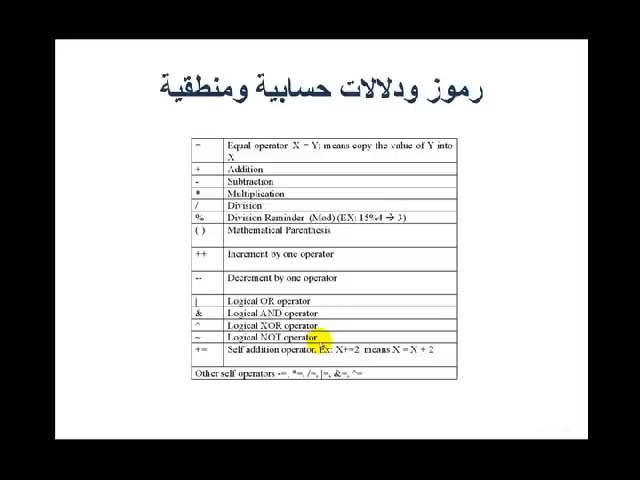 رموز ودلالات حسابية ومنطقية
= Equal operator. X = Y; means copy the value of Y into
X
+ Addition
- Subtraction
* Multiplication
/ Division
% Division Reminder (Mod) (EX: 15%4 → 3)
( ) Mathematical Parenthesis
++ Increment by one operator
-- Decrement by one operator
| Logical OR operator
& Logical AND operator
^ Logical XOR operator
~ Logical NOT operator
+= Self addition operator. Ex: X+=2 means X = X + 2
Other self operators -=, *=, /=, |=, &=, ^=